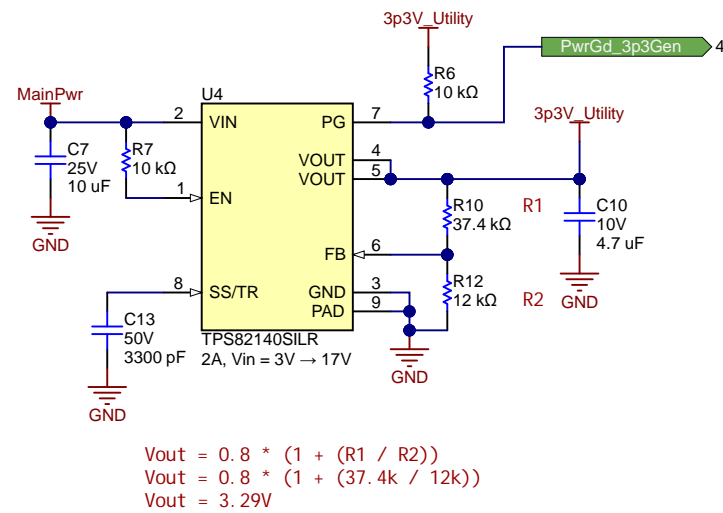 3p3V_Utility
PwrGd_3p3Gen
4
R6
10 kΩ
MainPwr
U4
2
VIN
PG
7
3p3V_Utility
C7
25V
10 uF
R7
10 kΩ
VOUT
4
VOUT
5
1
EN
R10
37.4 kΩ
R1
C10
10V
4.7 uF
GND
FB
6
8
SS/TR
GND
3
PAD
9
R12
12 kΩ
R2
GND
C13
50V
3300 pF
TPS82140SILR
2A, Vin = 3V → 17V
GND
GND
Vout = 0.8 * (1 + (R1 / R2))
Vout = 0.8 * (1 + (37.4k / 12k))
Vout = 3.29V